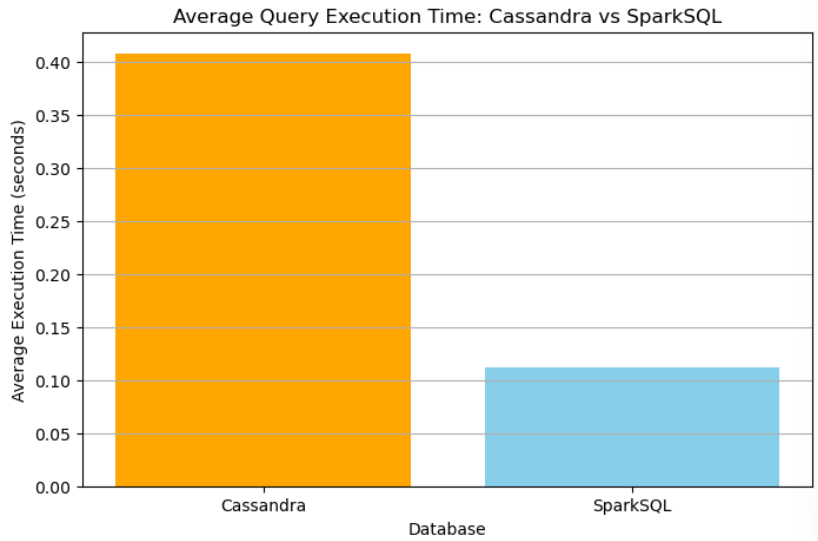 Average Query Execution Time: Cassandra vs SparkSQL
Average Execution Time (seconds)
0.40
0.35
0.30
0.25
0.20
0.15
0.10
0.05
0.00
Cassandra SparkSQL
Database